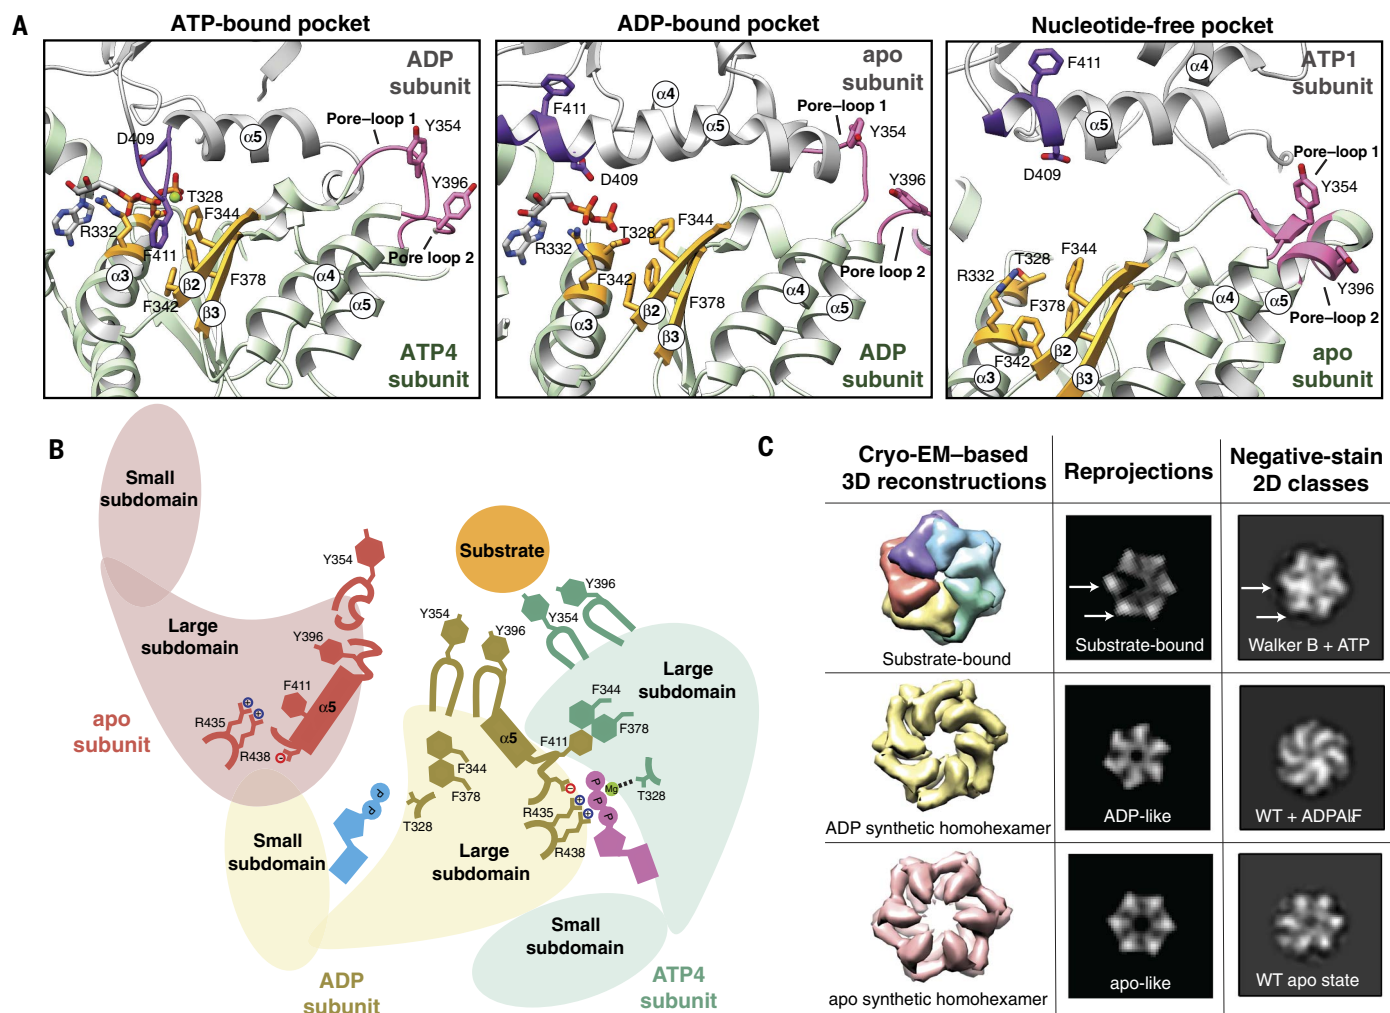 A
ATP-bound pocket
ADP-bound pocket
Nucleotide-free pocket
ADP
subunit
D409
α5
Pore–loop 1
Y354
Y396
T328
F344
R332
F411
α3
F342
β2
F378
β3
α4
α5
Pore loop 2
ATP4
subunit
apo
subunit
F411
α4
α5
Pore–loop 1
Y354
D409
Y396
R332
T328
F344
F342
F378
α3
β2
β3
α4
α5
Pore loop 2
ADP
subunit
ATP1
subunit
F411
α4
α5
D409
Pore–loop 1
Y354
R332
T328
F344
F378
F342
α3
β2
β3
α4
α5
Y396
Pore–loop 2
apo
subunit
B
Small
subdomain
Large
subdomain
Y354
Y396
F411
α5
R435
R438
+
+
−
apo
subunit
Small
subdomain
P
P
Substrate
Y354
Y396
Y396
Y354
α5
F411
F344
F378
T328
R435
R438
−
+
+
Large
subdomain
ADP
subunit
Large
subdomain
F344
F378
T328
Mg
P
P
P
Small
subdomain
ATP4
subunit
C
Cryo-EM–based
3D reconstructions
Reprojections
Negative-stain
2D classes
Substrate-bound
Substrate-bound
Walker B + ATP
ADP synthetic homohexamer
ADP-like
apo synthetic homohexamer
apo-like
WT apo state